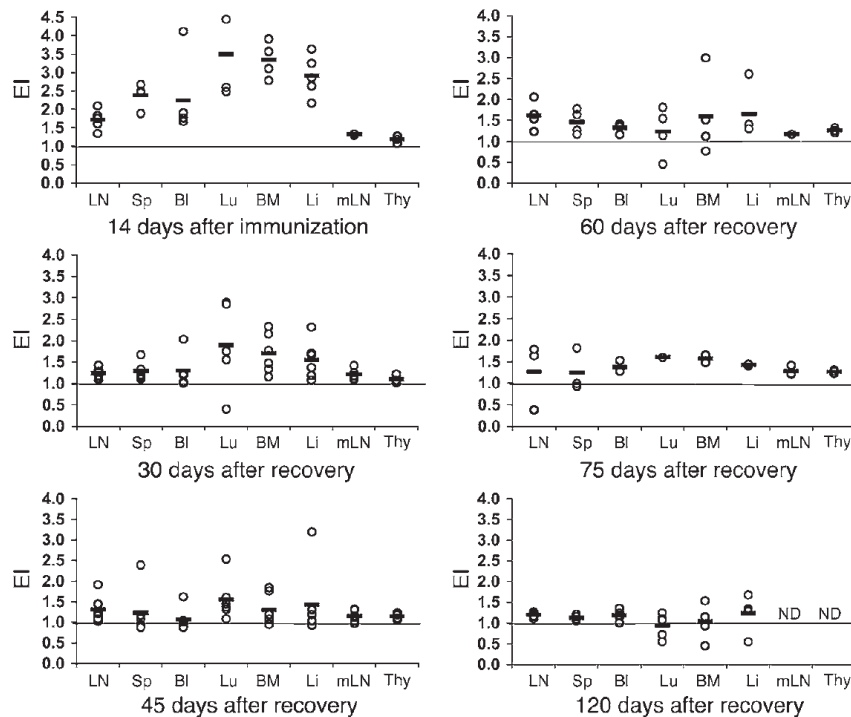 4.5
4.0
3.5
3.0
2.5
2.0
1.5
1.0
0.5
0.0
EI
LN Sp Bl Lu BM Li mLN Thy
14 days after immunization
4.0
3.5
3.0
2.5
2.0
1.5
1.0
0.5
0.0
EI
LN Sp Bl Lu BM Li mLN Thy
60 days after recovery
4.0
3.5
3.0
2.5
2.0
1.5
1.0
0.5
0.0
EI
LN Sp Bl Lu BM Li mLN Thy
30 days after recovery
4.0
3.5
3.0
2.5
2.0
1.5
1.0
0.5
0.0
EI
LN Sp Bl Lu BM Li mLN Thy
75 days after recovery
4.0
3.5
3.0
2.5
2.0
1.5
1.0
0.5
0.0
EI
LN Sp Bl Lu BM Li mLN Thy
45 days after recovery
4.0
3.5
3.0
2.5
2.0
1.5
1.0
0.5
0.0
EI
ND ND
LN Sp Bl Lu BM Li mLN Thy
120 days after recovery